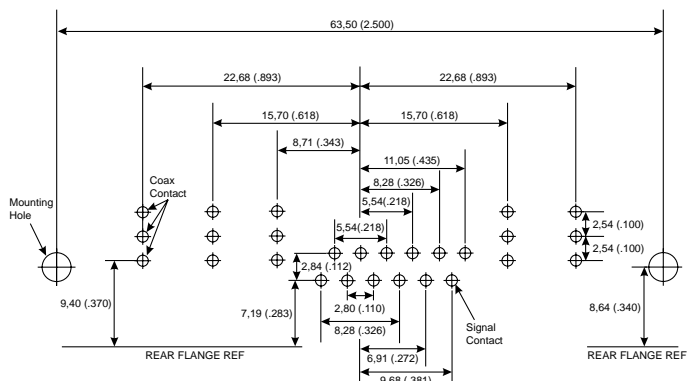 63,50 (2.500)
22,68 (.893)
22,68 (.893)
15,70 (.618)
15,70 (.618)
8,71 (.343)
11,05 (.435)
8,28 (.326)
5,54(.218)
5,54(.218)
Coax
Contact
Mounting
Hole
2,54 (.100)
2,54 (.100)
2,84 (.112)
9,40 (.370)
7,19 (.283)
2,80 (.110)
8,28 (.326)
6,91 (.272)
9,68 (.381)
Signal
Contact
8,64 (.340)
REAR FLANGE REF
REAR FLANGE REF